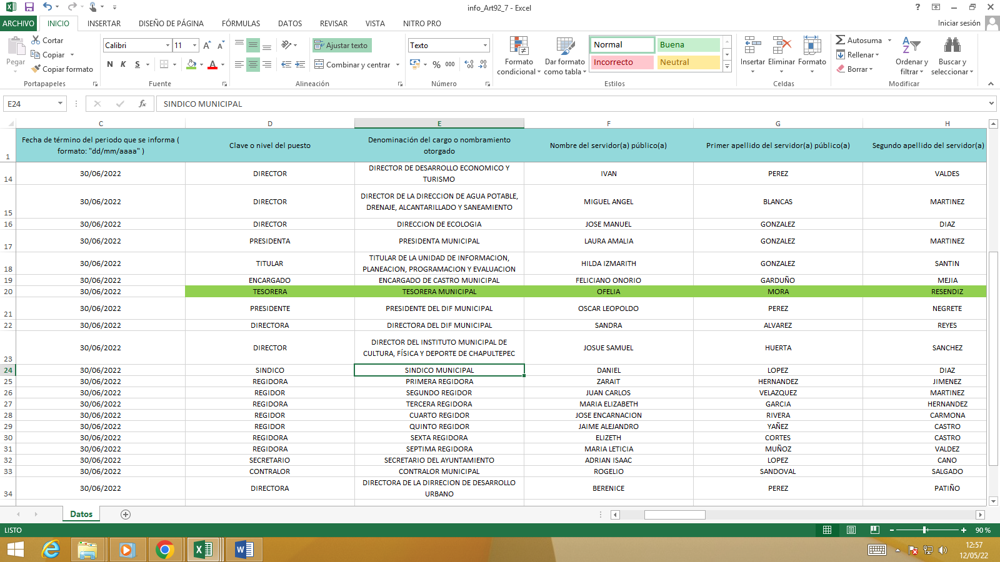 info_Art92_7 - Excel
ARCHIVO INICIO INSERTAR DISEÑO DE PÁGINA FÓRMULAS DATOS REVISAR VISTA NITRO PRO Iniciar sesión
Pegar Cortar Copiar Copiar formato
Calibri 11 A A
N K S A
Ajustar texto
Combinar y centrar
Texto
% 000
Formato condicional
Dar formato como tabla
Normal Buena
Incorrecto Neutral
Insertar Eliminar Formato
Autosuma
Rellenar
Borrar
Ordenar y filtrar
Buscar y seleccionar
Portapapeles Fuente Alineación Número Estilos Celdas Modificar
E24 fx SINDICO MUNICIPAL
C D E F G H
1 Fecha de término del periodo que se informa ( formato: "dd/mm/aaaa" ) Clave o nivel del puesto Denominación del cargo o nombramiento otorgado Nombre del servidor(a) público(a) Primer apellido del servidor(a) público(a) Segundo apellido del servidor(a)
14 30/06/2022 DIRECTOR DIRECTOR DE DESARROLLO ECONOMICO Y TURISMO IVAN PEREZ VALDES
15 30/06/2022 DIRECTOR DIRECTOR DE LA DIRECCION DE AGUA POTABLE, DRENAJE, ALCANTARILLADO Y SANEAMIENTO MIGUEL ANGEL BLANCAS MARTINEZ
16 30/06/2022 DIRECTOR DIRECCION DE ECOLOGIA JOSE MANUEL GONZALEZ DIAZ
17 30/06/2022 PRESIDENTA PRESIDENTA MUNICIPAL LAURA AMALIA GONZALEZ MARTINEZ
18 30/06/2022 TITULAR TITULAR DE LA UNIDAD DE INFORMACION, PLANEACION, PROGRAMACION Y EVALUACION HILDA IZMARITH GONZALEZ SANTIN
19 30/06/2022 ENCARGADO ENCARGADO DE CASTRO MUNICIPAL FELICIANO ONORIO GARDUÑO MEJIA
20 30/06/2022 TESORERA TESORERA MUNICIPAL OFELIA MORA RESENDIZ
21 30/06/2022 PRESIDENTE PRESIDENTE DEL DIF MUNICIPAL OSCAR LEOPOLDO PEREZ NEGRETE
22 30/06/2022 DIRECTORA DIRECTORA DEL DIF MUNICIPAL SANDRA ALVAREZ REYES
23 30/06/2022 DIRECTOR DIRECTOR DEL INSTITUTO MUNICIPAL DE CULTURA, FÍSICA Y DEPORTE DE CHAPULTEPEC JOSUE SAMUEL HUERTA SANCHEZ
24 30/06/2022 SINDICO SINDICO MUNICIPAL DANIEL LOPEZ DIAZ
25 30/06/2022 REGIDORA PRIMERA REGIDORA ZARAIT HERNANDEZ JIMENEZ
26 30/06/2022 REGIDOR SEGUNDO REGIDOR JUAN CARLOS VELAZQUEZ MARTINEZ
27 30/06/2022 REGIDORA TERCERA REGIDORA MARIA ELIZABETH GARCIA HERNANDEZ
28 30/06/2022 REGIDOR CUARTO REGIDOR JOSE ENCARNACION RIVERA CARMONA
29 30/06/2022 REGIDOR QUINTO REGIDOR JAIME ALEJANDRO YAÑEZ CASTRO
30 30/06/2022 REGIDORA SEXTA REGIDORA ELIZETH CORTES CASTRO
31 30/06/2022 REGIDORA SEPTIMA REGIDORA MARIA LETICIA MUÑOZ VALDEZ
32 30/06/2022 SECRETARIO SECRETARIO DEL AYUNTAMIENTO ADRIAN ISAAC LOPEZ CANO
33 30/06/2022 CONTRALOR CONTRALOR MUNICIPAL ROGELIO SANDOVAL SALGADO
34 30/06/2022 DIRECTORA DIRECTORA DE LA DIRRECION DE DESARROLLO URBANO BERENICE PEREZ PATIÑO
Datos
LISTO 90 %
12:57
12/05/22